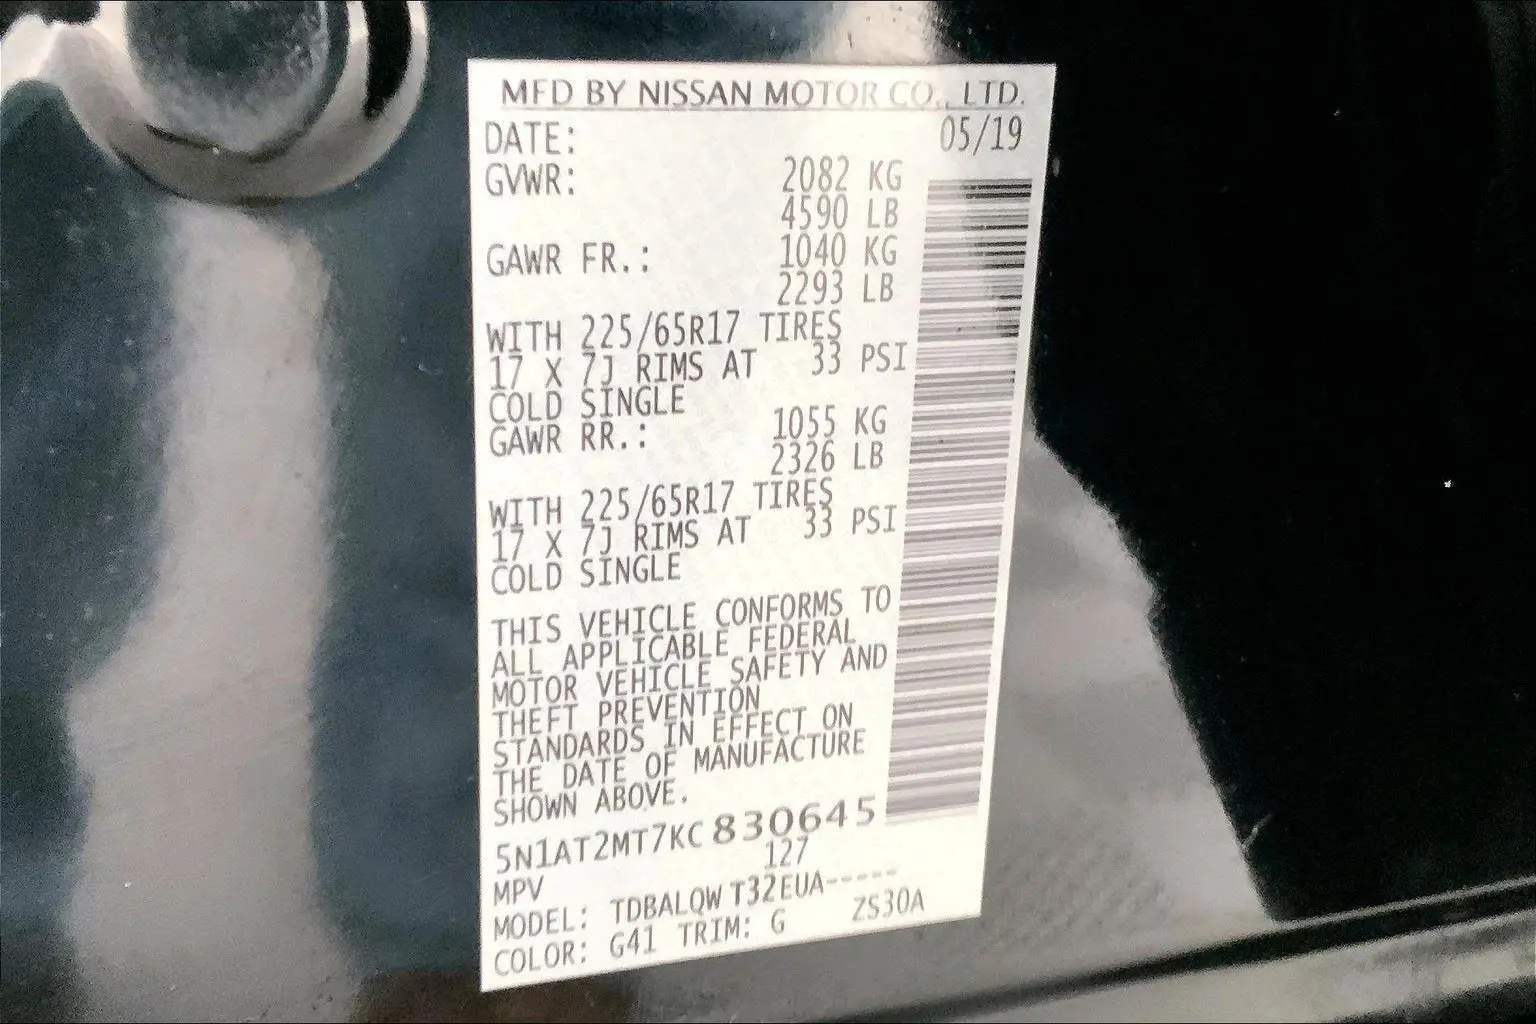 MFD BY NISSAN MOTOR CO., LTD.
DATE: 05/19
GVWR: 2082 KG
4590 LB
GAWR FR.: 1040 KG
2293 LB
WITH 225/65R17 TIRES
17 X 7J RIMS AT 33 PSI
COLD SINGLE
GAWR RR.: 1055 KG
2326 LB
WITH 225/65R17 TIRES
17 X 7J RIMS AT 33 PSI
COLD SINGLE
THIS VEHICLE CONFORMS TO
ALL APPLICABLE FEDERAL
MOTOR VEHICLE SAFETY AND
THEFT PREVENTION
STANDARDS IN EFFECT ON
THE DATE OF MANUFACTURE
SHOWN ABOVE.
5N1AT2MT7KC830645
MPV 127
MODEL: TDBALQW T32EUA-----
COLOR: G41 TRIM: G ZS30A